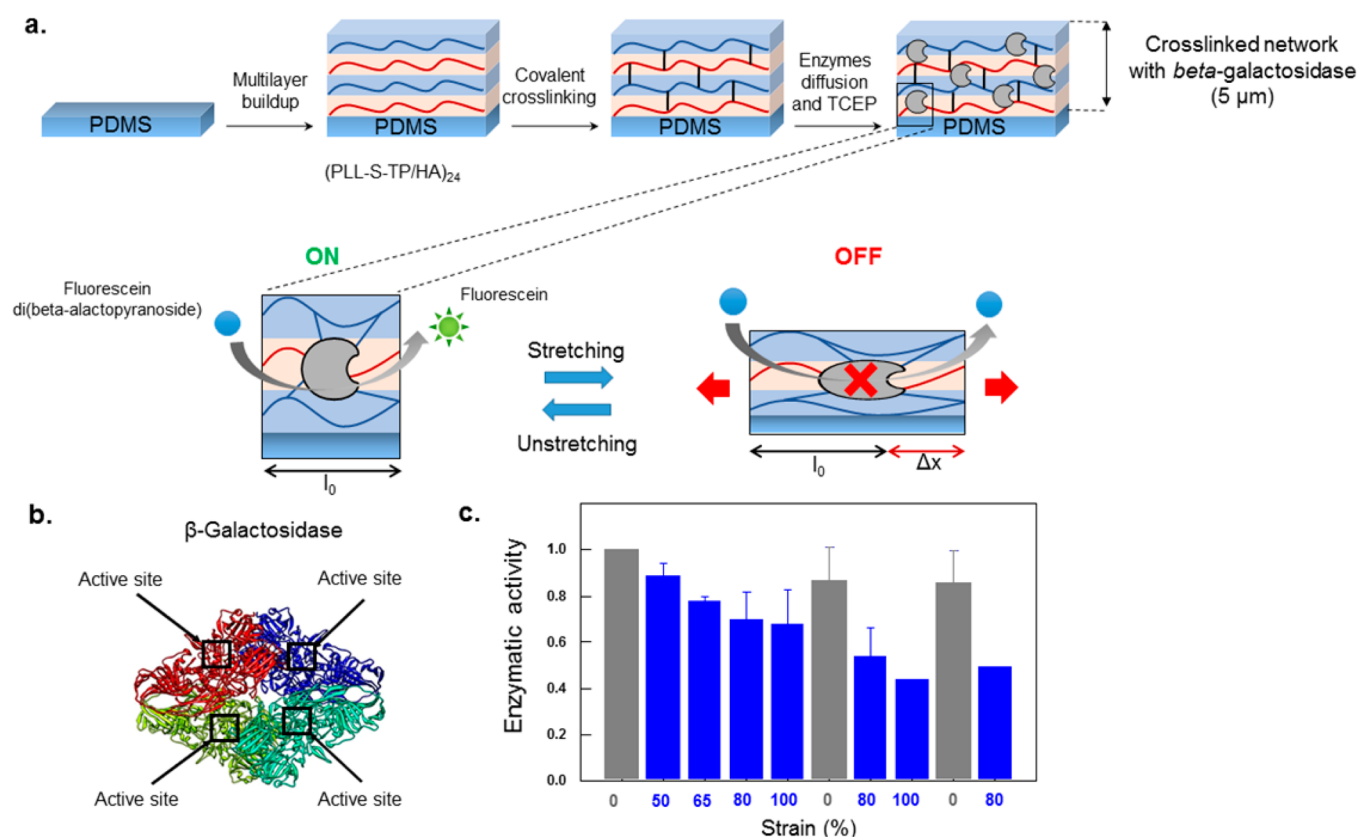 a.
PDMS
Multilayer
buildup
PDMS
(PLL-S-TP/HA)24
Covalent
crosslinking
PDMS
Enzymes
diffusion
and TCEP
PDMS
Crosslinked network
with beta-galactosidase
(5 μm)
ON
Fluorescein
di(beta-alactopyranoside)
Fluorescein
l0
Stretching
Unstretching
OFF
l0
Δx
b.
β-Galactosidase
Active site
Active site
Active site
Active site
c.
Enzymatic activity
1.0
0.8
0.6
0.4
0.2
0.0
0 50 65 80 100 0 80 100 0 80
Strain (%)